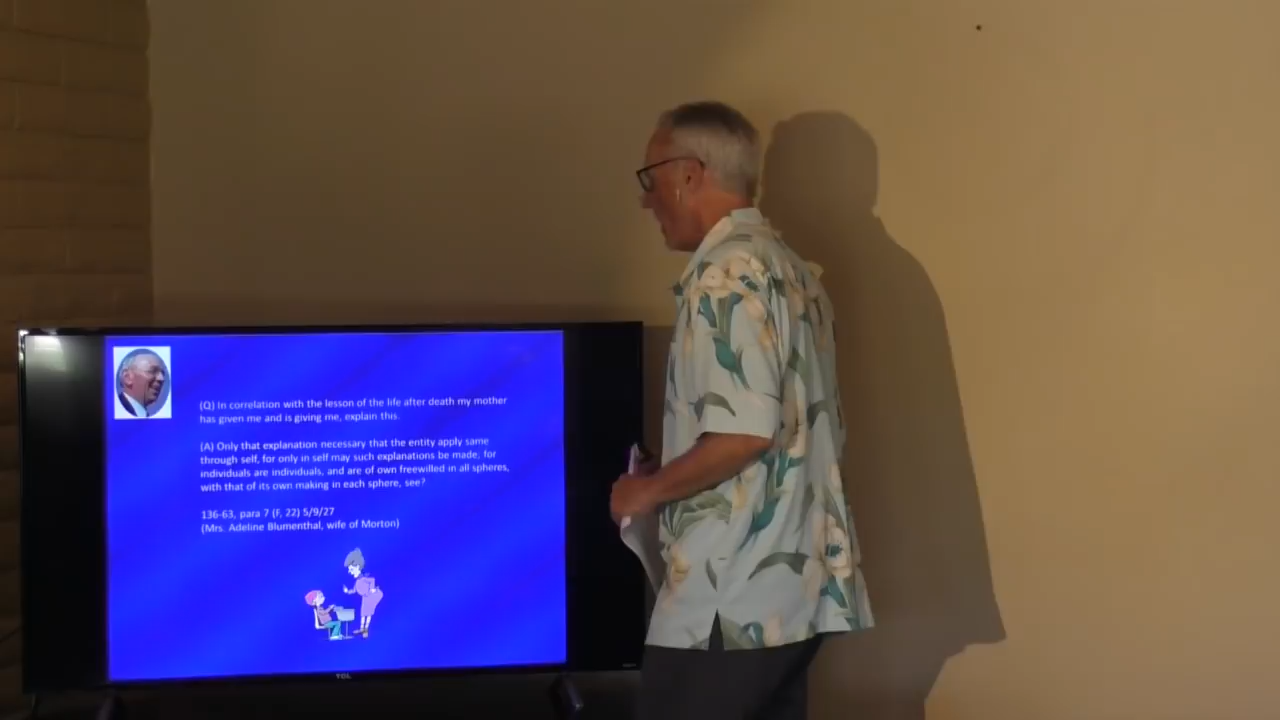 (Q) In correlation with the lesson of the life after death my mother
has given me and is giving me, explain this.
(A) Only that explanation necessary that the entity apply same
through self, for only in self may such explanations be made, for
individuals are individuals, and are of own freewilled in all spheres,
with that of its own making in each sphere, see?
136-63, para 7 (F, 22) 5/9/27
(Mrs. Adeline Blumenthal, wife of Morton)
TCL